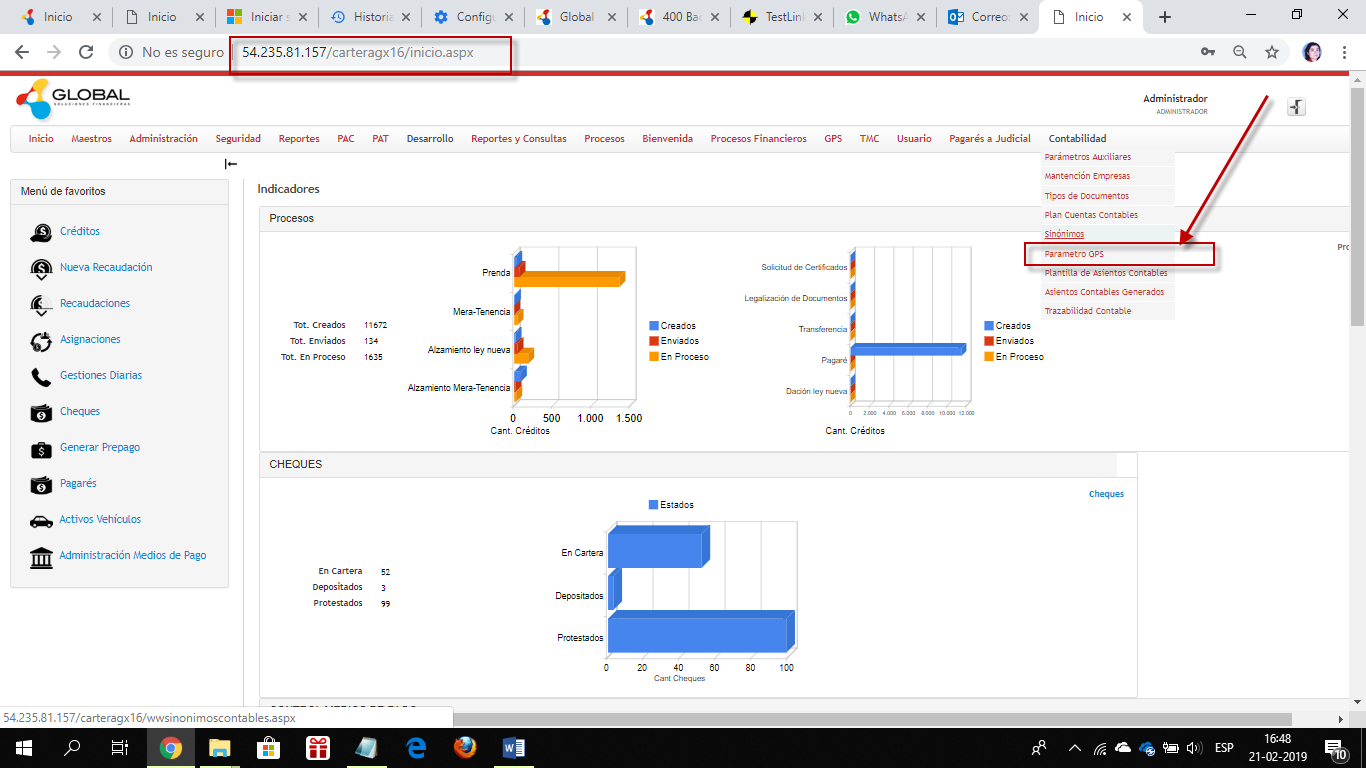 Inicio
Inicio
Iniciar s
Historia
Configu
Global
400 Bad
TestLink
WhatsA
Correo:
Inicio
No es seguro
54.235.81.157/carteragx16/inicio.aspx
GLOBAL
SOLUCIONES FINANCIERAS
Administrador
ADMINISTRADOR
Inicio
Maestros
Administración
Seguridad
Reportes
PAC
PAT
Desarrollo
Reportes y Consultas
Procesos
Bienvenida
Procesos Financieros
GPS
TMC
Usuario
Pagarés a Judicial
Contabilidad
Parámetros Auxiliares
Mantención Empresas
Tipos de Documentos
Plan Cuentas Contables
Sinónimos
Parametro GPS
Plantilla de Asientos Contables
Asientos Contables Generados
Trazabilidad Contable
Menú de favoritos
Créditos
Nueva Recaudación
Recaudaciones
Asignaciones
Gestiones Diarias
Cheques
Generar Prepago
Pagarés
Activos Vehículos
Administración Medios de Pago
Indicadores
Procesos
Pro
Tot. Creados 11672
Tot. Enviados 134
Tot. En Proceso 1635
Prenda
Mera-Tenencia
Alzamiento ley nueva
Alzamiento Mera-Tenencia
0 500 1.000 1.500
Cant. Créditos
Creados
Enviados
En Proceso
Solicitud de Certificados
Legalización de Documentos
Transferencia
Pagaré
Dación ley nueva
0 2.000 4.000 6.000 8.000 10.000 12.000
Cant. Créditos
Creados
Enviados
En Proceso
CHEQUES
Cheques
Estados
En Cartera 52
Depositados 3
Protestados 99
En Cartera
Depositados
Protestados
0 20 40 60 80 100
Cant Cheques
54.235.81.157/carteragx16/wwsinonimoscontables.aspx
ESP
16:48
21-02-2019
10